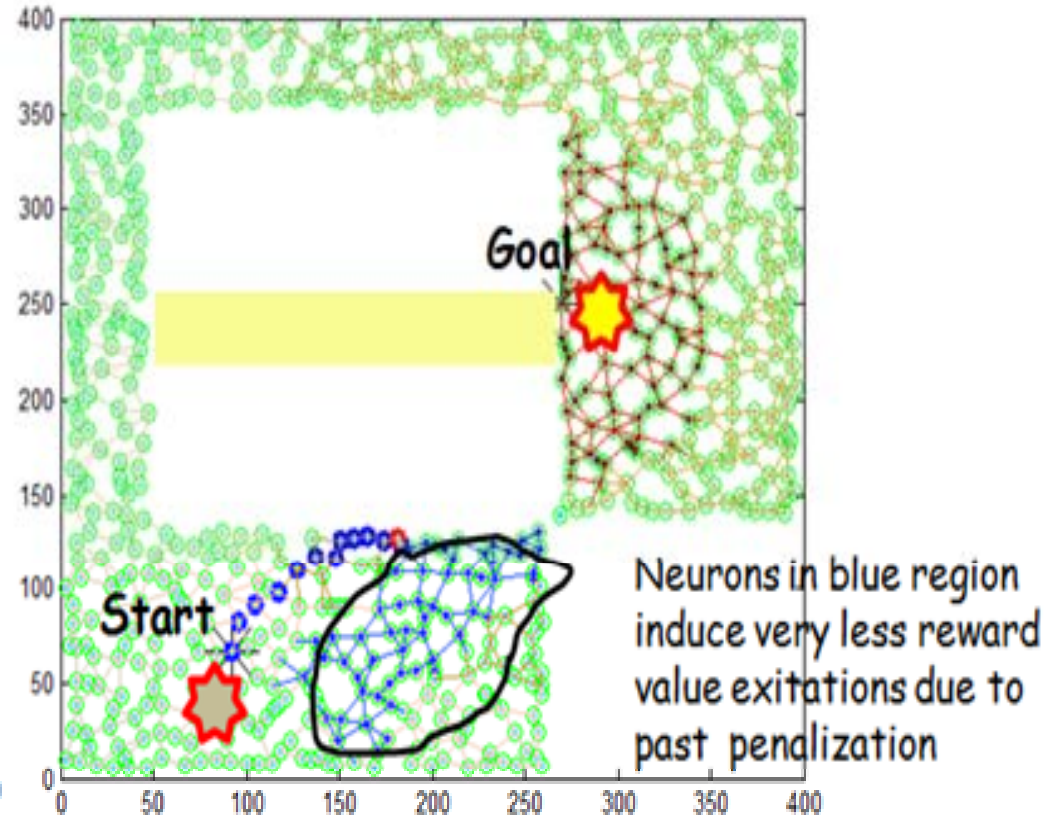 400
350
300
250
200
150
100
50
0
Goal
Start
Neurons in blue region
induce very less reward
value exitations due to
past penalization
0 50 100 150 200 250 300 350 400